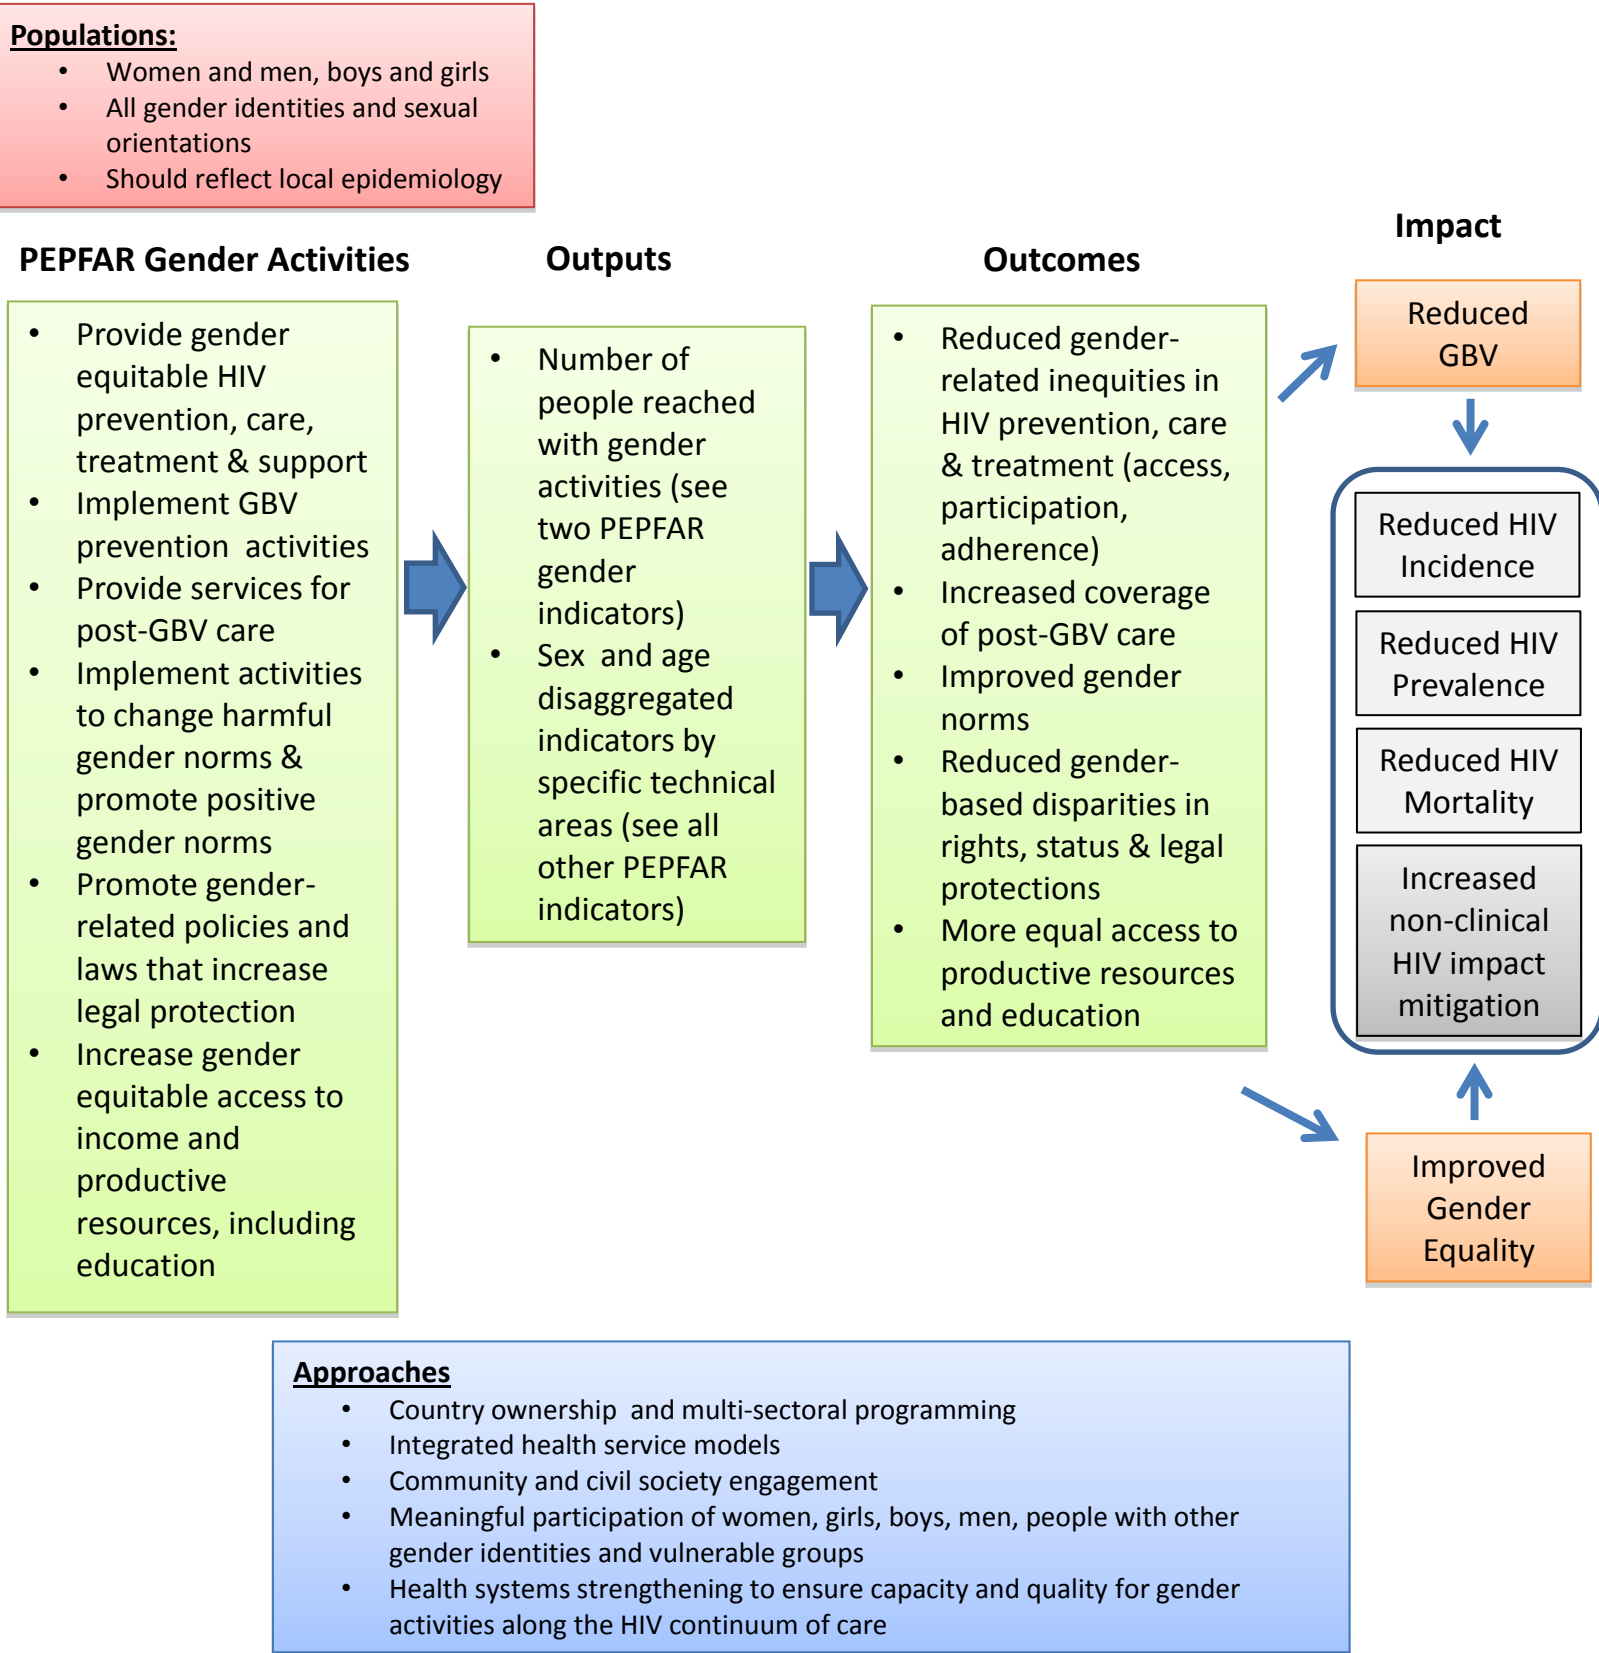 Populations:
• Women and men, boys and girls
• All gender identities and sexual
orientations
• Should reflect local epidemiology
PEPFAR Gender Activities
• Provide gender
equitable HIV
prevention, care,
treatment & support
• Implement GBV
prevention activities
• Provide services for
post-GBV care
• Implement activities
to change harmful
gender norms &
promote positive
gender norms
• Promote gender-
related policies and
laws that increase
legal protection
• Increase gender
equitable access to
income and
productive
resources, including
education
Outputs
• Number of
people reached
with gender
activities (see
two PEPFAR
gender
indicators)
• Sex and age
disaggregated
indicators by
specific technical
areas (see all
other PEPFAR
indicators)
Outcomes
• Reduced gender-
related inequities in
HIV prevention, care
& treatment (access,
participation,
adherence)
• Increased coverage
of post-GBV care
• Improved gender
norms
• Reduced gender-
based disparities in
rights, status & legal
protections
• More equal access to
productive resources
and education
Impact
Reduced
GBV
Reduced HIV
Incidence
Reduced HIV
Prevalence
Reduced HIV
Mortality
Increased
non-clinical
HIV impact
mitigation
Improved
Gender
Equality
Approaches
• Country ownership and multi-sectoral programming
• Integrated health service models
• Community and civil society engagement
• Meaningful participation of women, girls, boys, men, people with other
gender identities and vulnerable groups
• Health systems strengthening to ensure capacity and quality for gender
activities along the HIV continuum of care